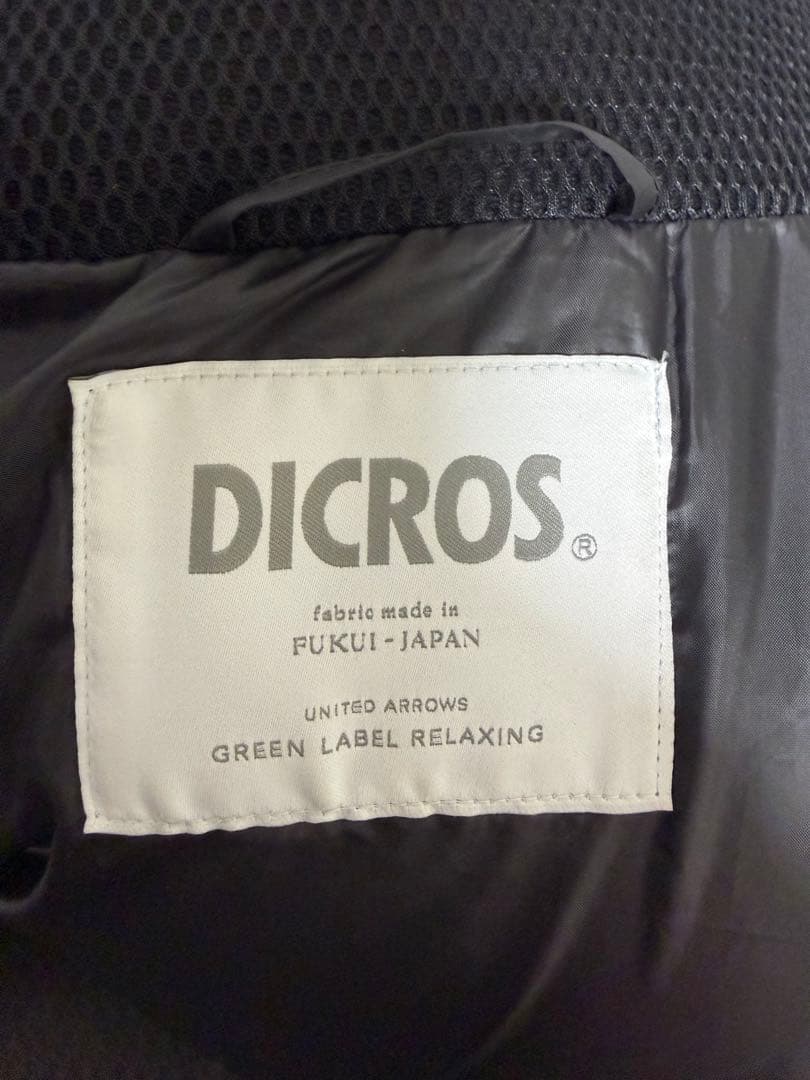 DICROS®
fabric made in
FUKUI-JAPAN
UNITED ARROWS
GREEN LABEL RELAXING